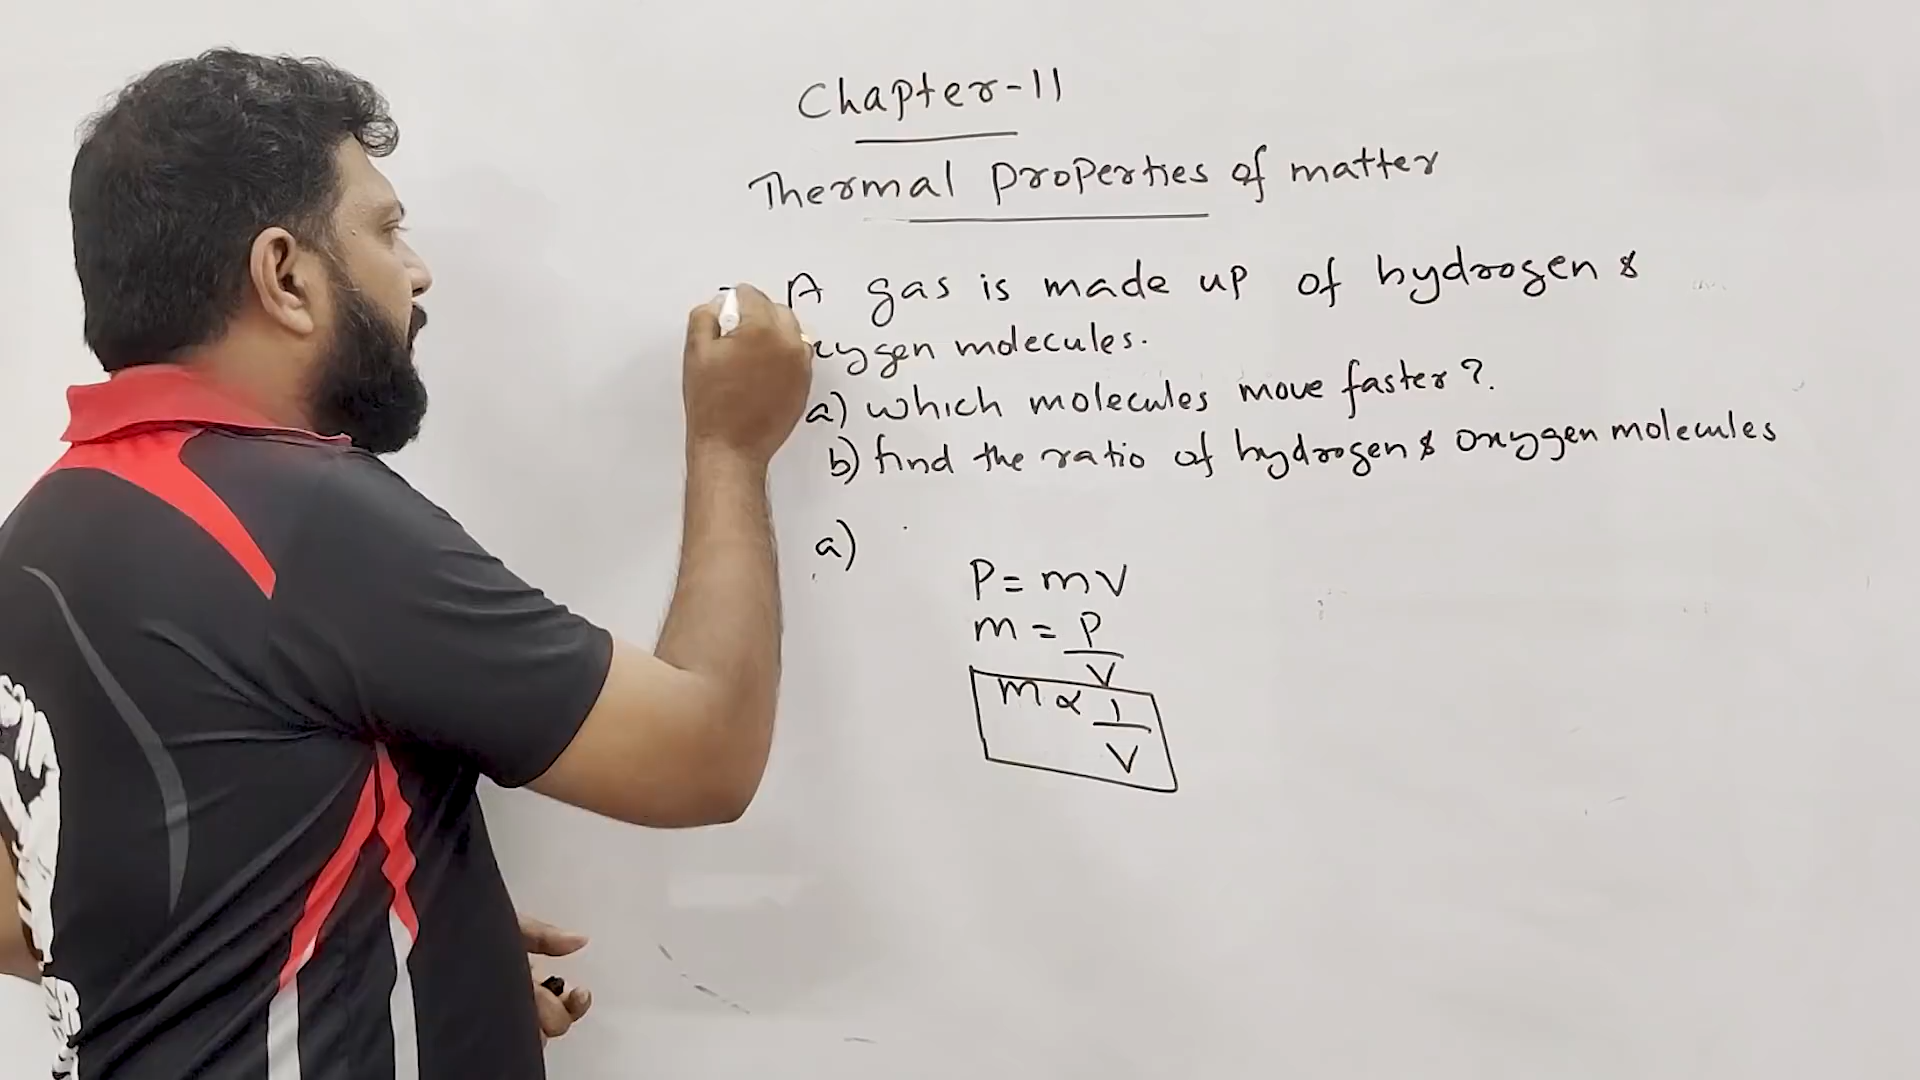 Chapter-11
Thermal properties of matter
A gas is made up of hydrogen &
molecules.
a) which molecules move faster?
b) find the ratio of hydrogen & oxygen molecules
a)
P = mV
m = P/V
m ∝ 1/V